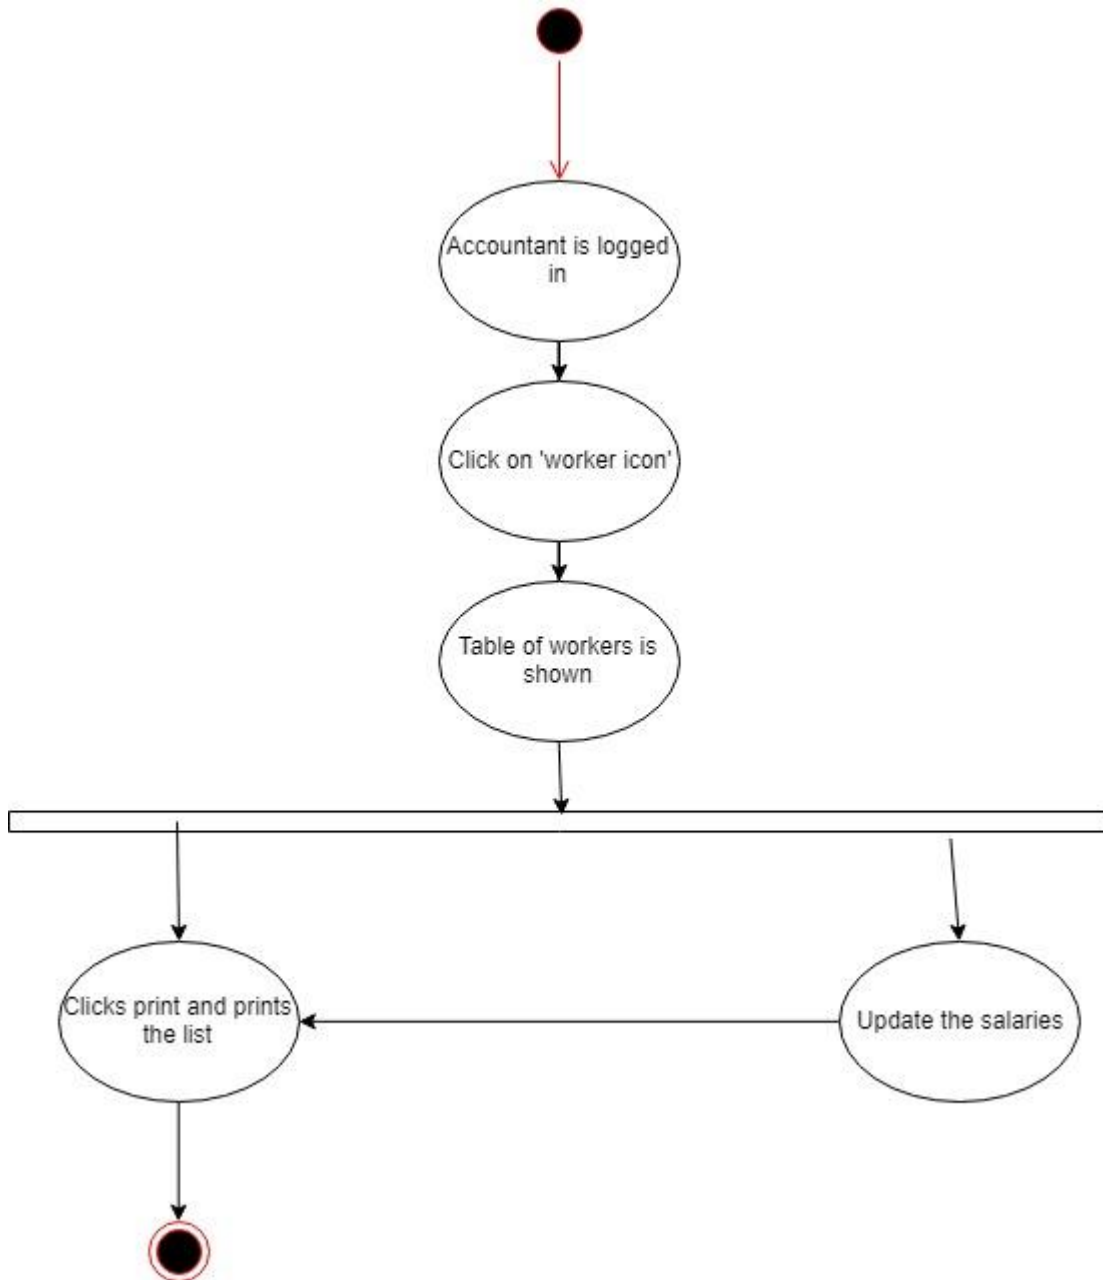 Accountant is logged
in
Click on 'worker icon'
Table of workers is
shown
Clicks print and prints
the list
Update the salaries